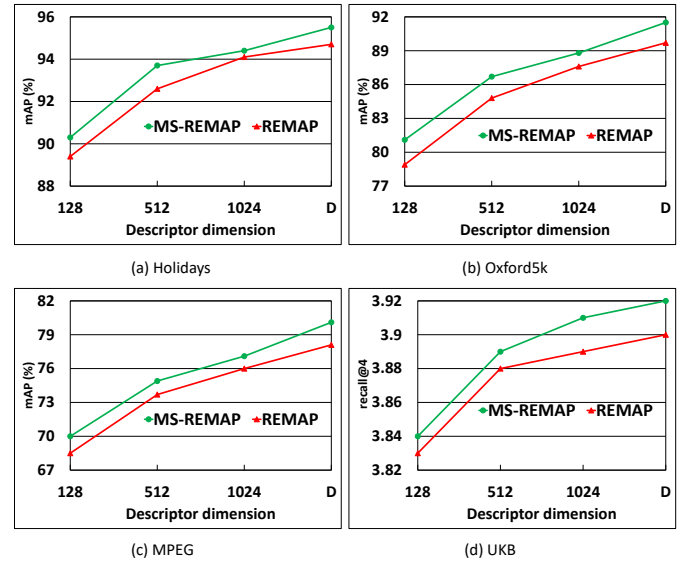 96
94
92
90
88
mAP (%)
MS-REMAP REMAP
128 512 1024 D
Descriptor dimension
(a) Holidays
92
89
86
83
80
77
mAP (%)
MS-REMAP REMAP
128 512 1024 D
Descriptor dimension
(b) Oxford5k
82
79
76
73
70
67
mAP (%)
MS-REMAP REMAP
128 512 1024 D
Descriptor dimension
(c) MPEG
3.92
3.9
3.88
3.86
3.84
3.82
recall@4
MS-REMAP REMAP
128 512 1024 D
Descriptor dimension
(d) UKB